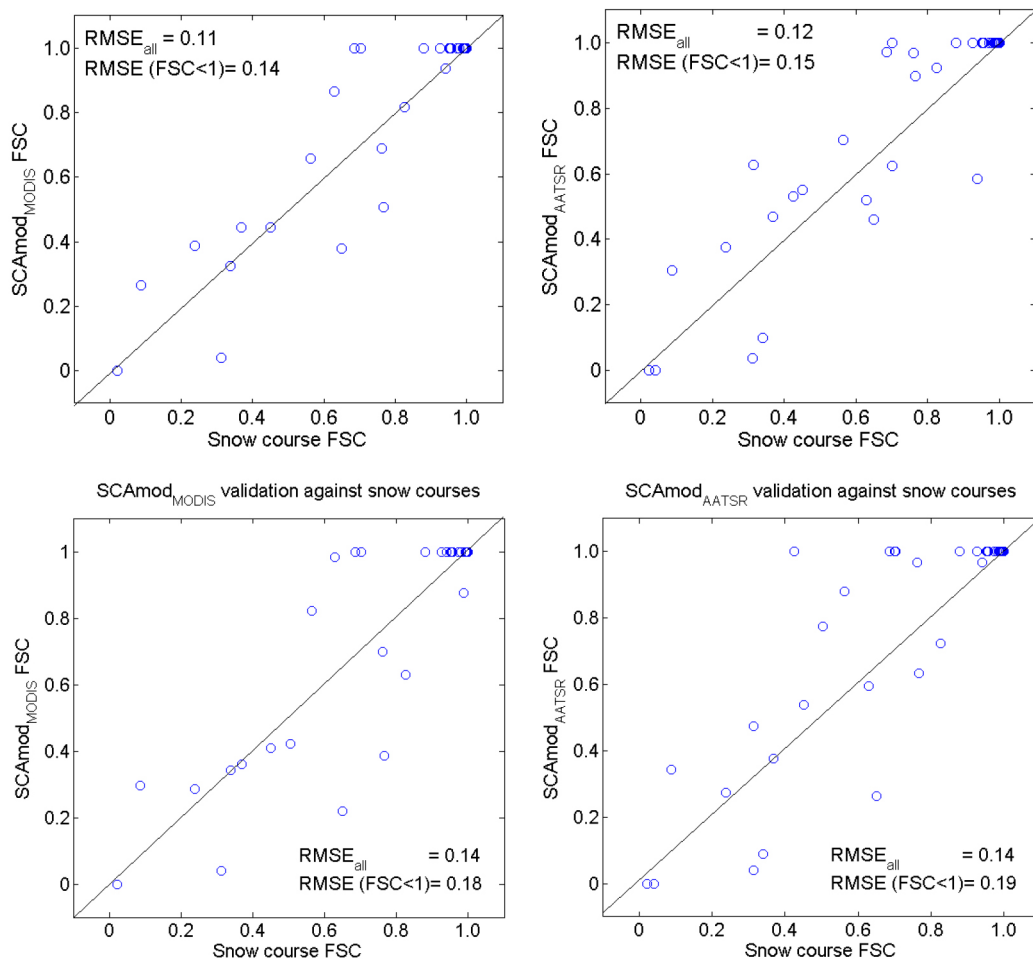 RMSE_all = 0.11
RMSE (FSC<1)= 0.14
1.0
0.8
0.6
0.4
0.2
0
SCAmod_MODIS FSC
0 0.2 0.4 0.6 0.8 1.0
Snow course FSC
RMSE_all = 0.12
RMSE (FSC<1)= 0.15
1.0
0.8
0.6
0.4
0.2
0
SCAmod_AATSR FSC
0 0.2 0.4 0.6 0.8 1.0
Snow course FSC
SCAmod_MODIS validation against snow courses
1.0
0.8
0.6
0.4
0.2
0
SCAmod_MODIS FSC
RMSE_all = 0.14
RMSE (FSC<1)= 0.18
0 0.2 0.4 0.6 0.8 1.0
Snow course FSC
SCAmod_AATSR validation against snow courses
1.0
0.8
0.6
0.4
0.2
0
SCAmod_AATSR FSC
RMSE_all = 0.14
RMSE (FSC<1)= 0.19
0 0.2 0.4 0.6 0.8 1.0
Snow course FSC